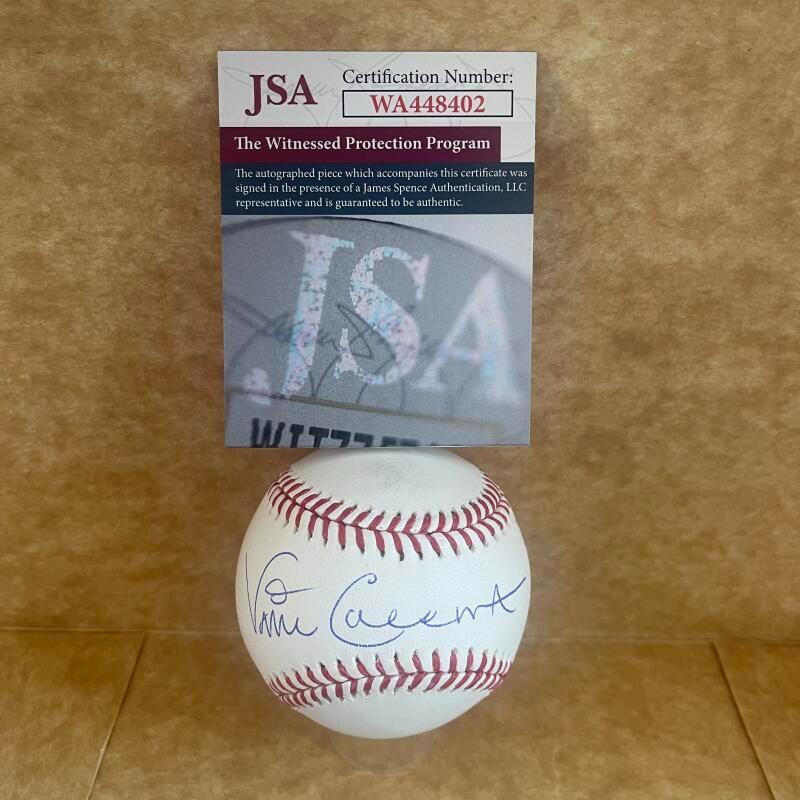 JSA
Certification Number:
WA448402
The Witnessed Protection Program
The autographed piece which accompanies this certificate was
signed in the presence of a James Spence Authentication, LLC
representative and is guaranteed to be authentic.
JSA
Vince